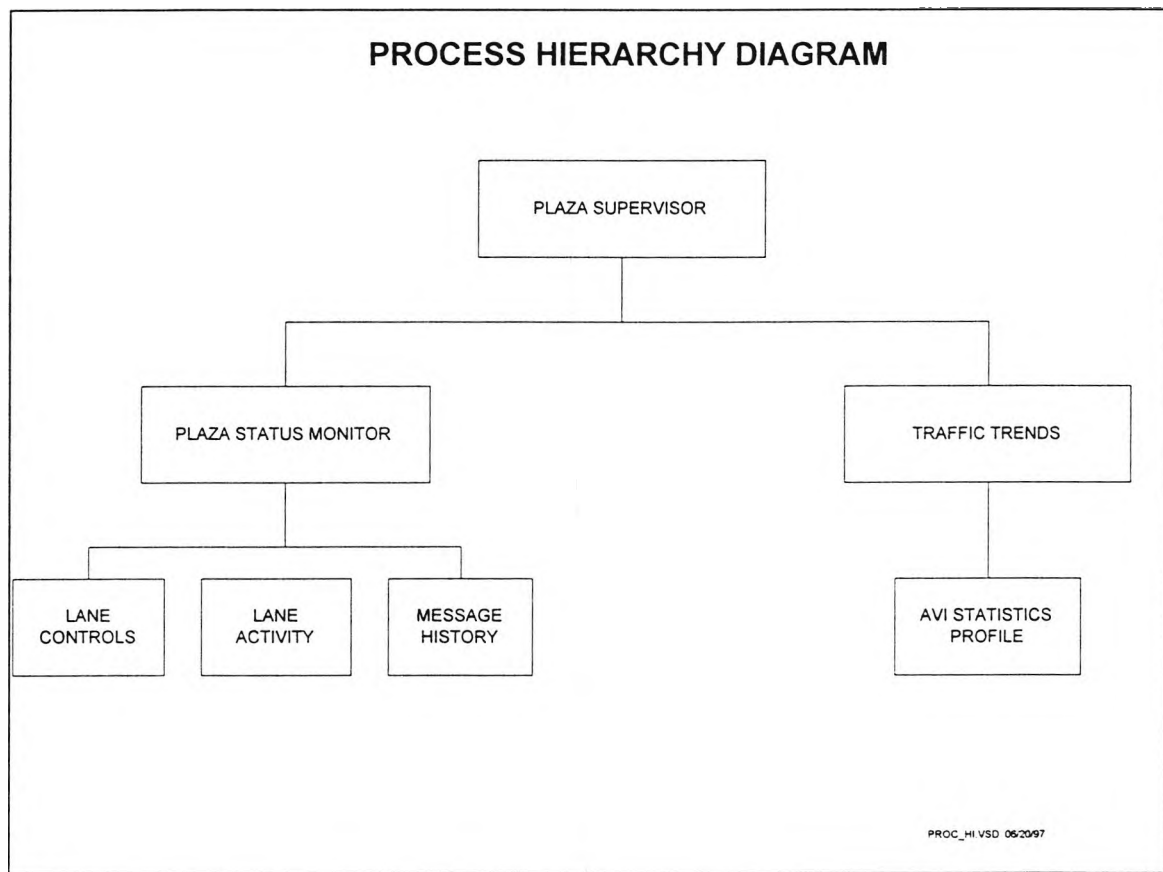 PROCESS HIERARCHY DIAGRAM
PLAZA SUPERVISOR
PLAZA STATUS MONITOR
TRAFFIC TRENDS
LANE
CONTROLS
LANE
ACTIVITY
MESSAGE
HISTORY
AVI STATISTICS
PROFILE
PROC_HI.VSD 06/20/97